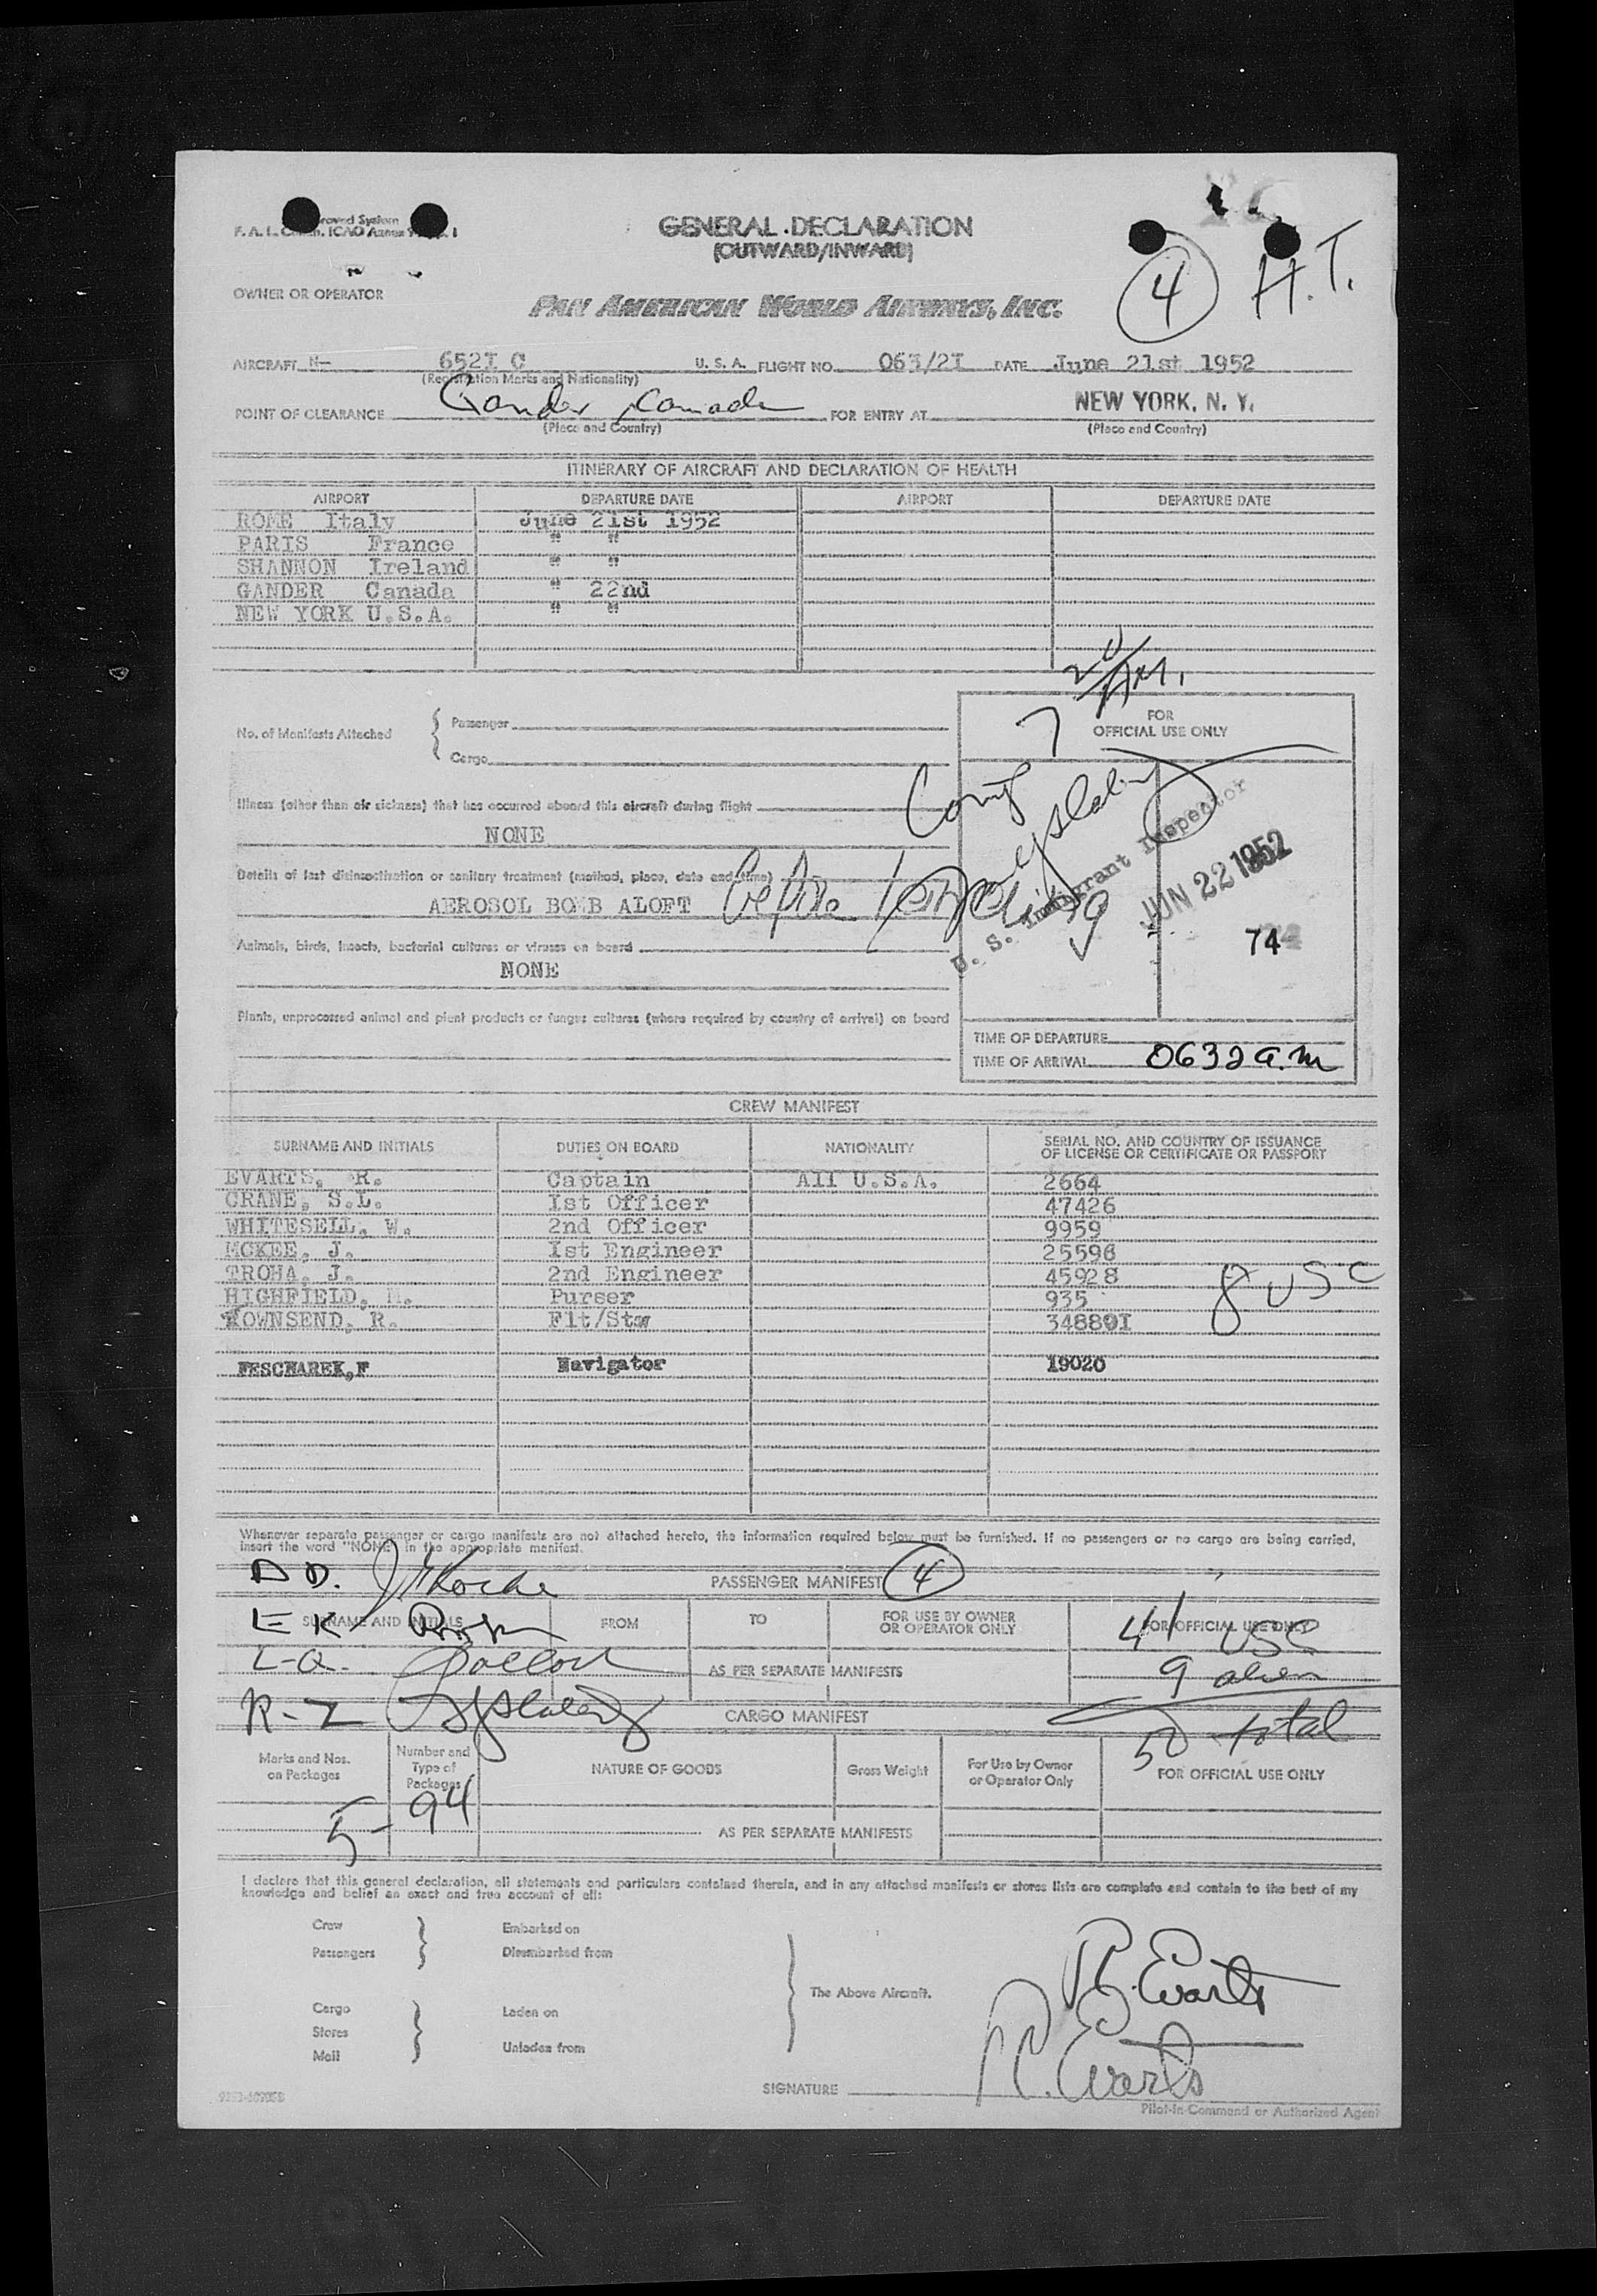 GENERAL DECLARATION
(OUTWARD/INWARD)
4 H.T.
OWNER OR OPERATOR
PAN AMERICAN WORLD AIRWAYS, INC.
AIRCRAFT N- 652I C U. S. A. FLIGHT NO. 063/2I DATE June 21st 1952
(Registration Marks and Nationality)
POINT OF CLEARANCE Gander, Canada FOR ENTRY AT NEW YORK, N. Y.
(Place and Country) (Place and Country)
ITINERARY OF AIRCRAFT AND DECLARATION OF HEALTH
AIRPORT DEPARTURE DATE AIRPORT DEPARTURE DATE
ROME Italy June 21st 1952
PARIS France " "
SHANNON Ireland " "
GANDER Canada " 22nd
NEW YORK U.S.A. " "
7 20/AM.
No. of Manifests Attached { Passenger
Cargo
FOR
OFFICIAL USE ONLY
Illness (other than air sickness) that has occurred aboard this aircraft during flight
NONE
Details of last disinsectization or sanitary treatment (method, place, date and time)
AEROSOL BOMB ALOFT before landing
U. S. Immigrant Inspector
JUN 22 1952
74
Animals, birds, insects, bacterial cultures or viruses on board
NONE
Plants, unprocessed animal and plant products or fungus cultures (where required by country of arrival) on board
TIME OF DEPARTURE
TIME OF ARRIVAL 0632 a.m
CREW MANIFEST
SURNAME AND INITIALS DUTIES ON BOARD NATIONALITY SERIAL NO. AND COUNTRY OF ISSUANCE
OF LICENSE OR CERTIFICATE OR PASSPORT
EVARTS, R. Captain All U.S.A. 2664
CRANE, S.L. Ist Officer 47426
WHITESELL, W. 2nd Officer 9959
MCKEE, J. Ist Engineer 25596
TROHA, J. 2nd Engineer 45928
8 USC
HIGHFIELD, M. Purser 935
TOWNSEND, R. Flt/Stw 34880I
PESCHAREK,F Navigator 19020
Whenever separate passenger or cargo manifests are not attached hereto, the information required below must be furnished. If no passengers or no cargo are being carried,
insert the word "NONE" in the appropriate manifest.
D D.
PASSENGER MANIFEST 4
E K
SURNAME AND INITIALS FROM TO FOR USE BY OWNER
OR OPERATOR ONLY FOR OFFICIAL USE ONLY
41 USC
L-Q.
AS PER SEPARATE MANIFESTS
9 alien
R-Z
CARGO MANIFEST
50 total
Marks and Nos.
on Packages Number and
Type of
Packages NATURE OF GOODS Gross Weight For Use by Owner
or Operator Only FOR OFFICIAL USE ONLY
5- 94
AS PER SEPARATE MANIFESTS
I declare that this general declaration, all statements and particulars contained therein, and in any attached manifests or stores lists are complete and contain to the best of my
knowledge and belief an exact and true account of all:
Crew Embarked on
Passengers Disembarked from
The Above Aircraft.
R. Evarts
Cargo Laden on
Stores
Mail Unladen from
SIGNATURE R. Evarts
Pilot-in-Command or Authorized Agent